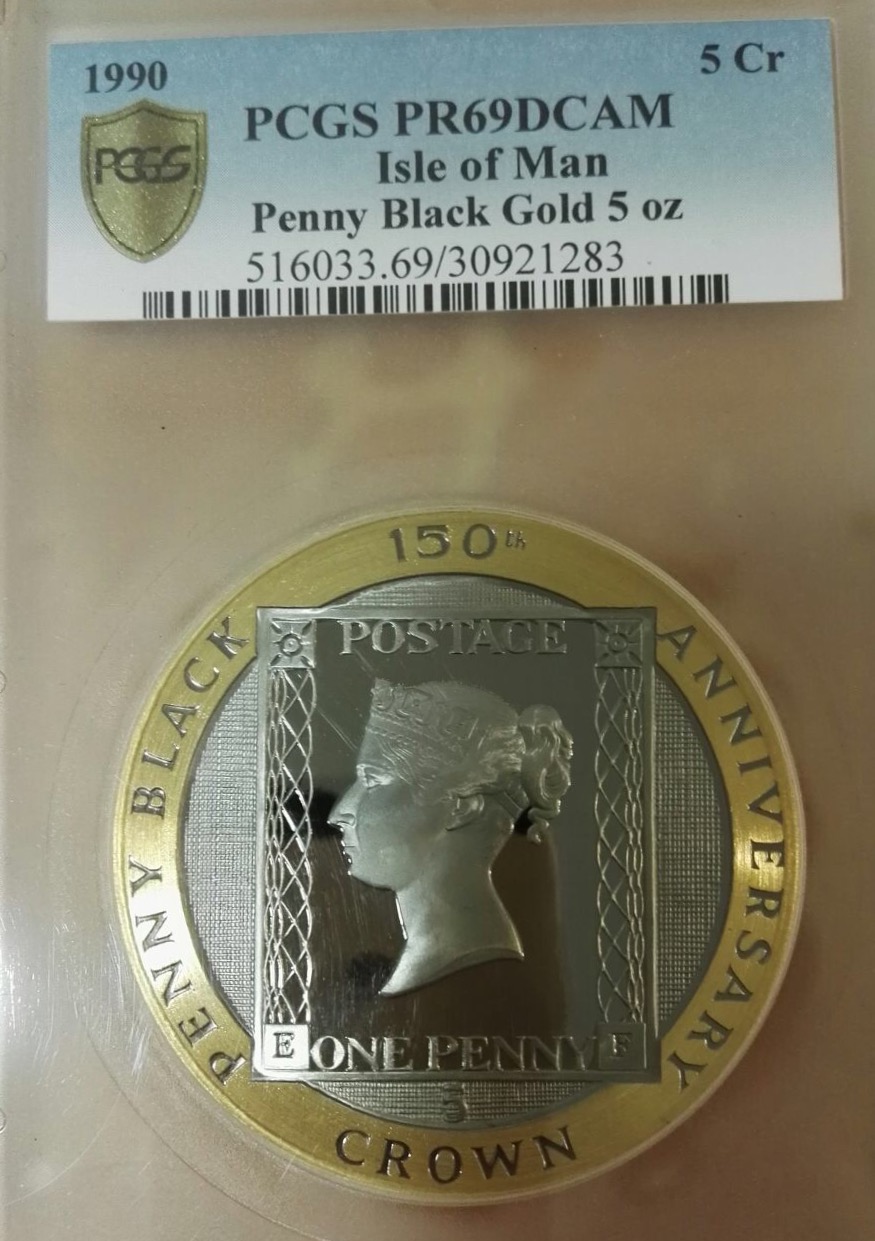 1990
5 Cr
PCGS
PCGS PR69DCAM
Isle of Man
Penny Black Gold 5 oz
516033.69/30921283
150th
PENNY BLACK
ANNIVERSARY
POSTAGE
E ONE PENNY F
5
CROWN